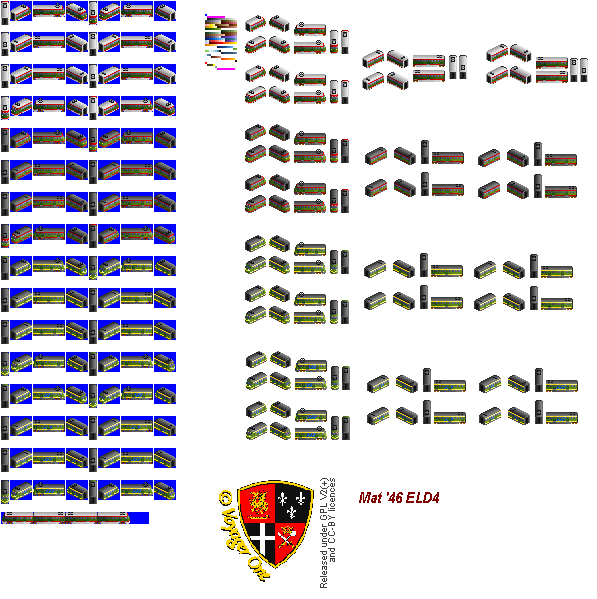 © Voyager One
Released under GPL v2(+)
and CC-BY licences
Mat '46 ELD4